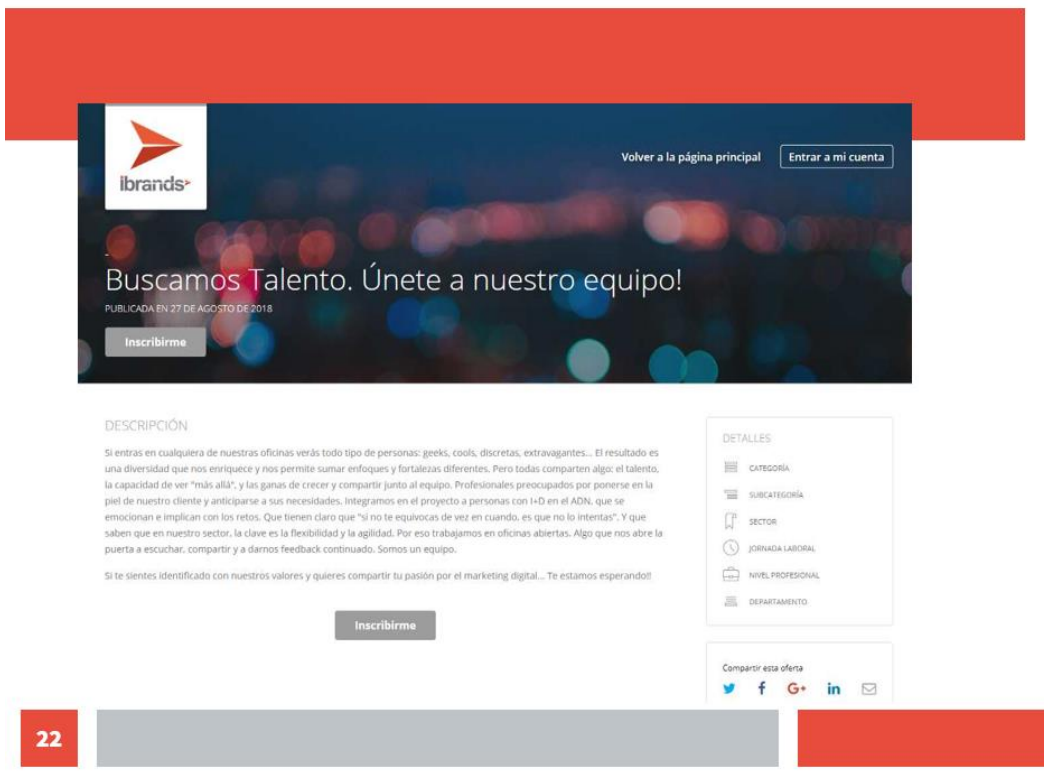 ibrands
Volver a la página principal
Entrar a mi cuenta
Buscamos Talento. Únete a nuestro equipo!
PUBLICADA EN 27 DE AGOSTO DE 2018
Inscribirme
DESCRIPCIÓN
Si entras en cualquiera de nuestras oficinas verás todo tipo de personas: geeks, cools, discretas, extravagantes... El resultado es
una diversidad que nos enriquece y nos permite sumar enfoques y fortalezas diferentes. Pero todas comparten algo: el talento,
la capacidad de ver "más allá", y las ganas de crecer y compartir junto al equipo. Profesionales preocupados por ponerse en la
piel de nuestro cliente y anticiparse a sus necesidades. Integramos en el proyecto a personas con I+D en el ADN, que se
emocionan e implican con los retos. Que tienen claro que "si no te equivocas de vez en cuando, es que no lo intentas". Y que
saben que en nuestro sector, la clave es la flexibilidad y la agilidad. Por eso trabajamos en oficinas abiertas. Algo que nos abre la
puerta a escuchar, compartir y a darnos feedback continuado. Somos un equipo.
Si te sientes identificado con nuestros valores y quieres compartir tu pasión por el marketing digital... Te estamos esperando!!
Inscribirme
DETALLES
CATEGORÍA
SUBCATEGORÍA
SECTOR
JORNADA LABORAL
NIVEL PROFESIONAL
DEPARTAMENTO
Compartir esta oferta
f G+ in
22